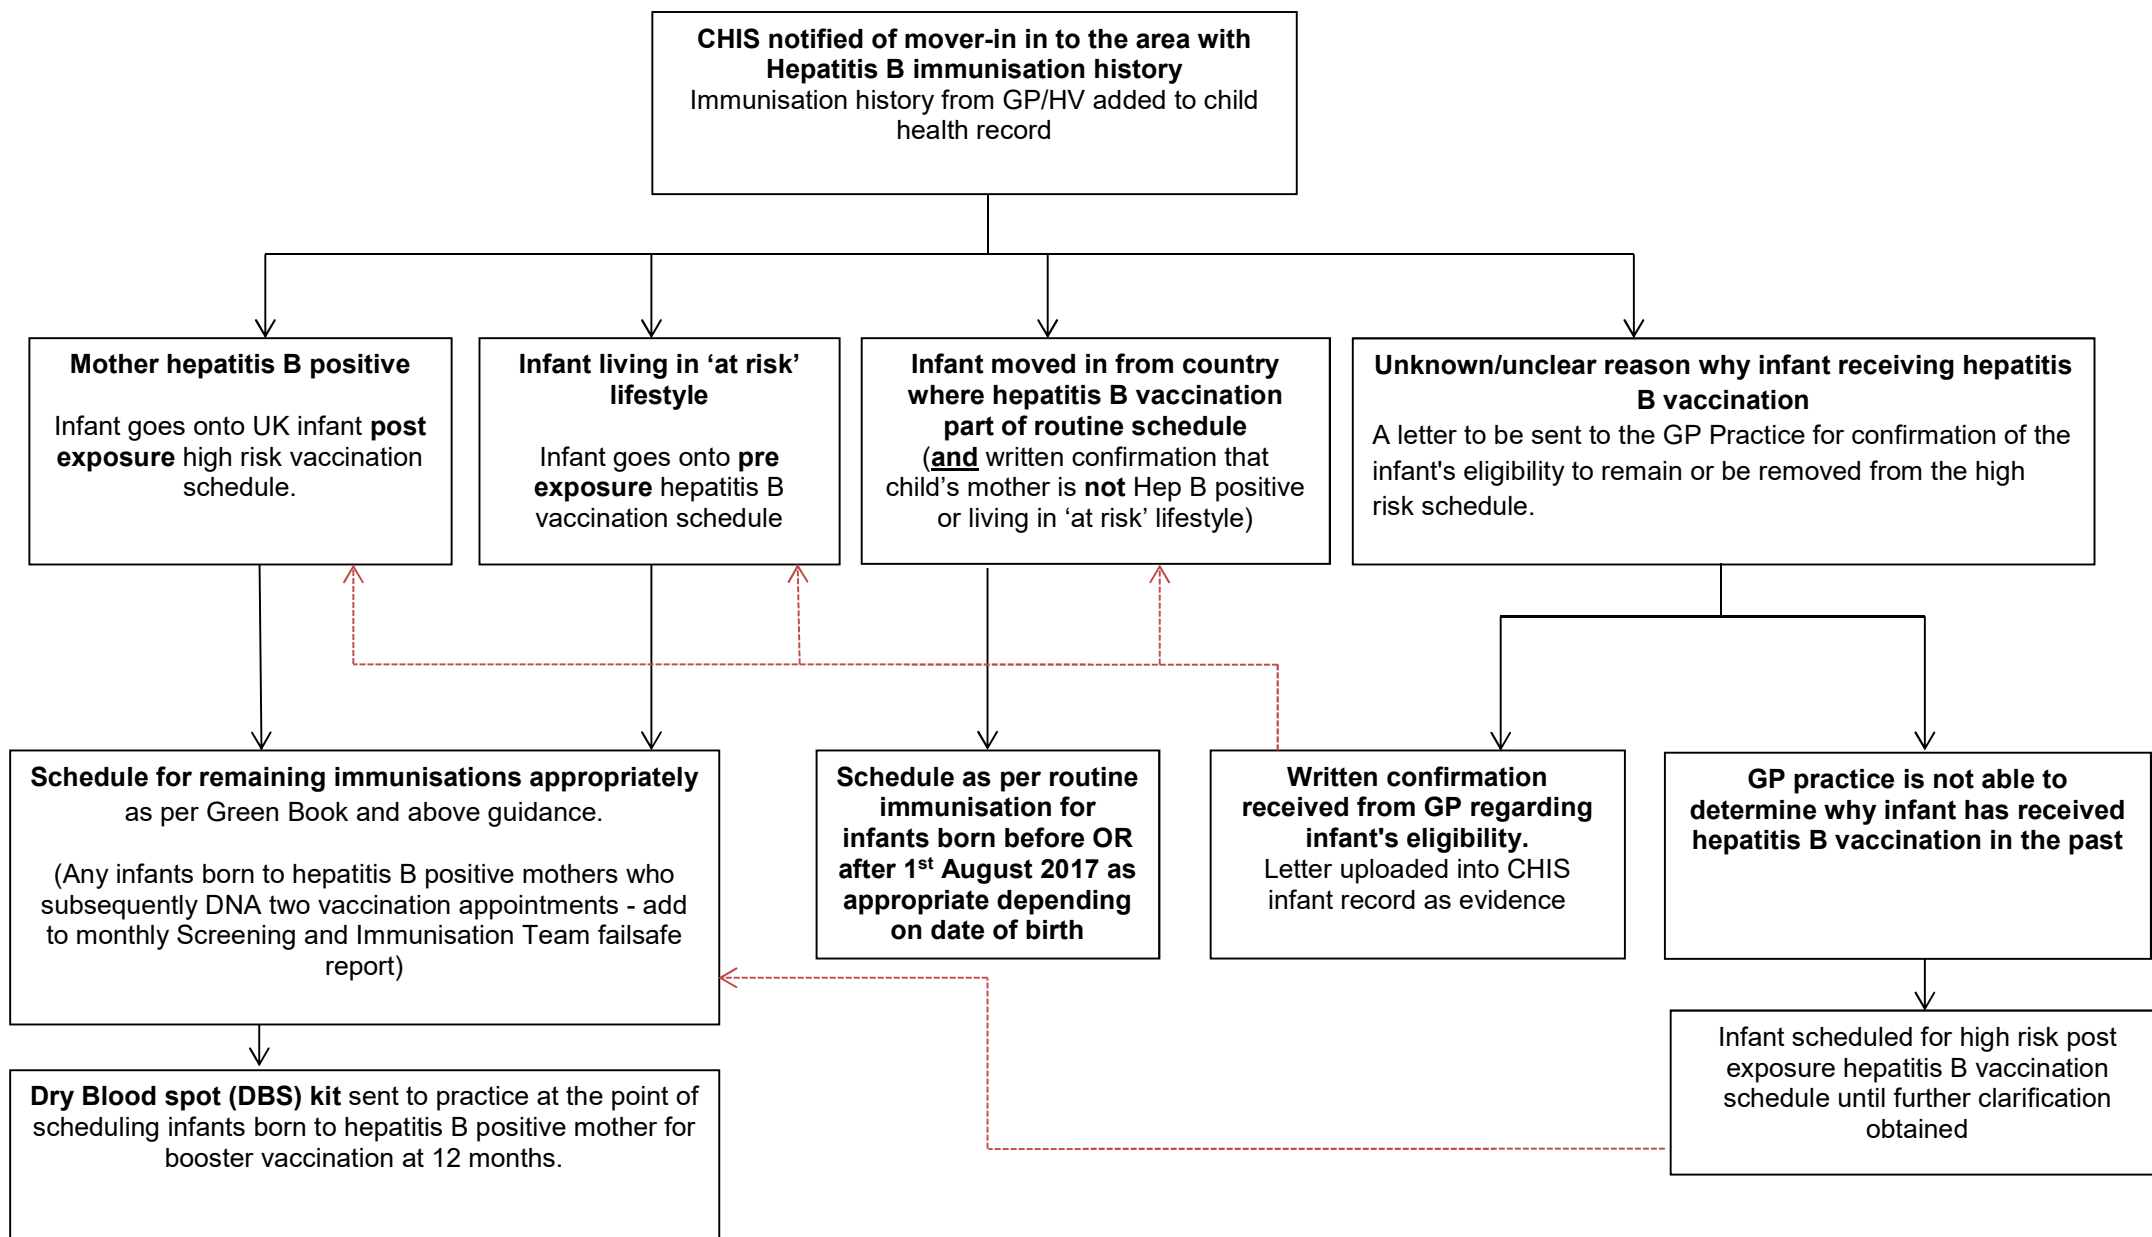 CHIS notified of mover-in in to the area with
Hepatitis B immunisation history
Immunisation history from GP/HV added to child
health record
Mother hepatitis B positive
Infant goes onto UK infant post
exposure high risk vaccination
schedule.
Infant living in ‘at risk’
lifestyle
Infant goes onto pre
exposure hepatitis B
vaccination schedule
Infant moved in from country
where hepatitis B vaccination
part of routine schedule
(and written confirmation that
child’s mother is not Hep B positive
or living in ‘at risk’ lifestyle)
Unknown/unclear reason why infant receiving hepatitis
B vaccination
A letter to be sent to the GP Practice for confirmation of the
infant's eligibility to remain or be removed from the high
risk schedule.
Schedule for remaining immunisations appropriately
as per Green Book and above guidance.
(Any infants born to hepatitis B positive mothers who
subsequently DNA two vaccination appointments - add
to monthly Screening and Immunisation Team failsafe
report)
Schedule as per routine
immunisation for
infants born before OR
after 1st August 2017 as
appropriate depending
on date of birth
Written confirmation
received from GP regarding
infant's eligibility.
Letter uploaded into CHIS
infant record as evidence
GP practice is not able to
determine why infant has received
hepatitis B vaccination in the past
Infant scheduled for high risk post
exposure hepatitis B vaccination
schedule until further clarification
obtained
Dry Blood spot (DBS) kit sent to practice at the point of
scheduling infants born to hepatitis B positive mother for
booster vaccination at 12 months.